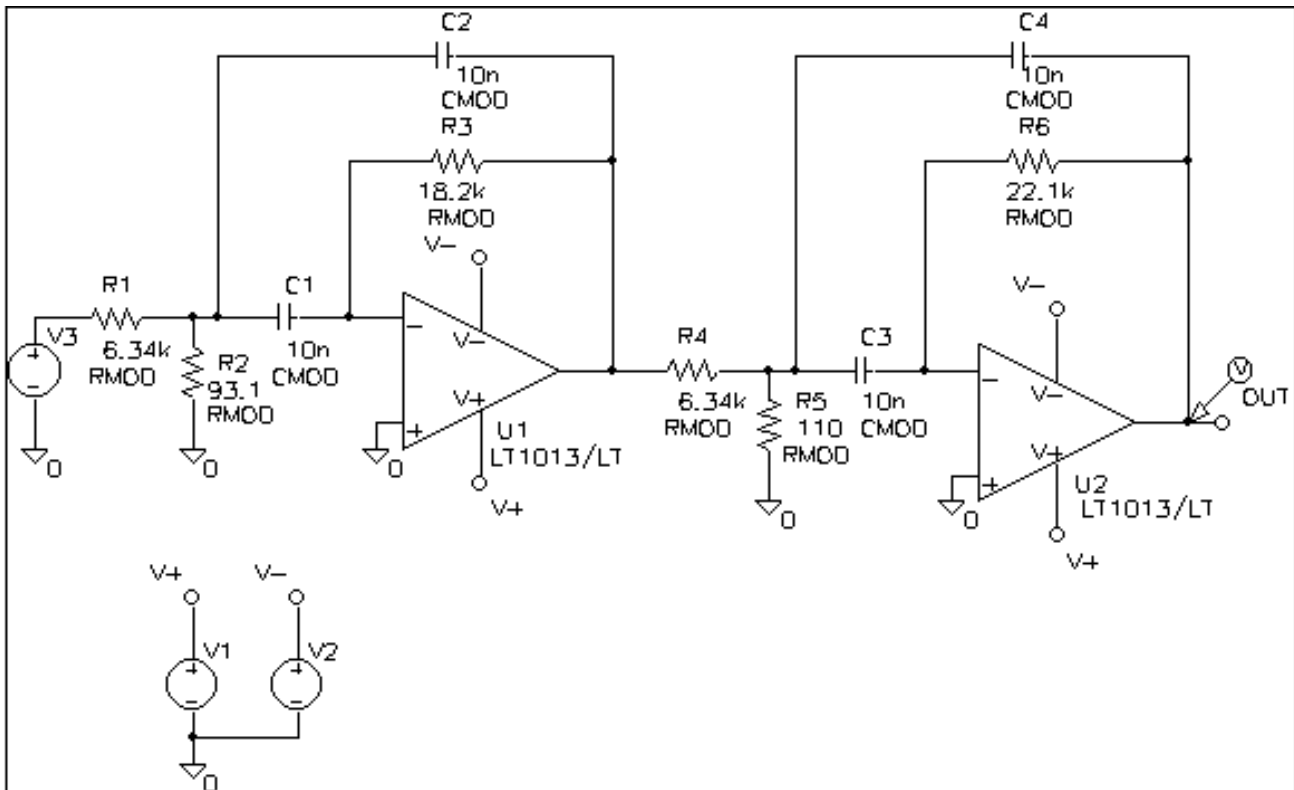 C2
10n
CMOD
R3
18.2k
RMOD
V-
R1
6.34k
RMOD
V3
+
-
0
R2
93.1
RMOD
0
C1
10n
CMOD
-
+
V-
V+
0
U1
LT1013/LT
V+
C4
10n
CMOD
R6
22.1k
RMOD
V-
R4
6.34k
RMOD
R5
110
RMOD
0
C3
10n
CMOD
-
+
V-
V+
0
U2
LT1013/LT
V+
V
OUT
V+
V-
V1
+
-
V2
+
-
0